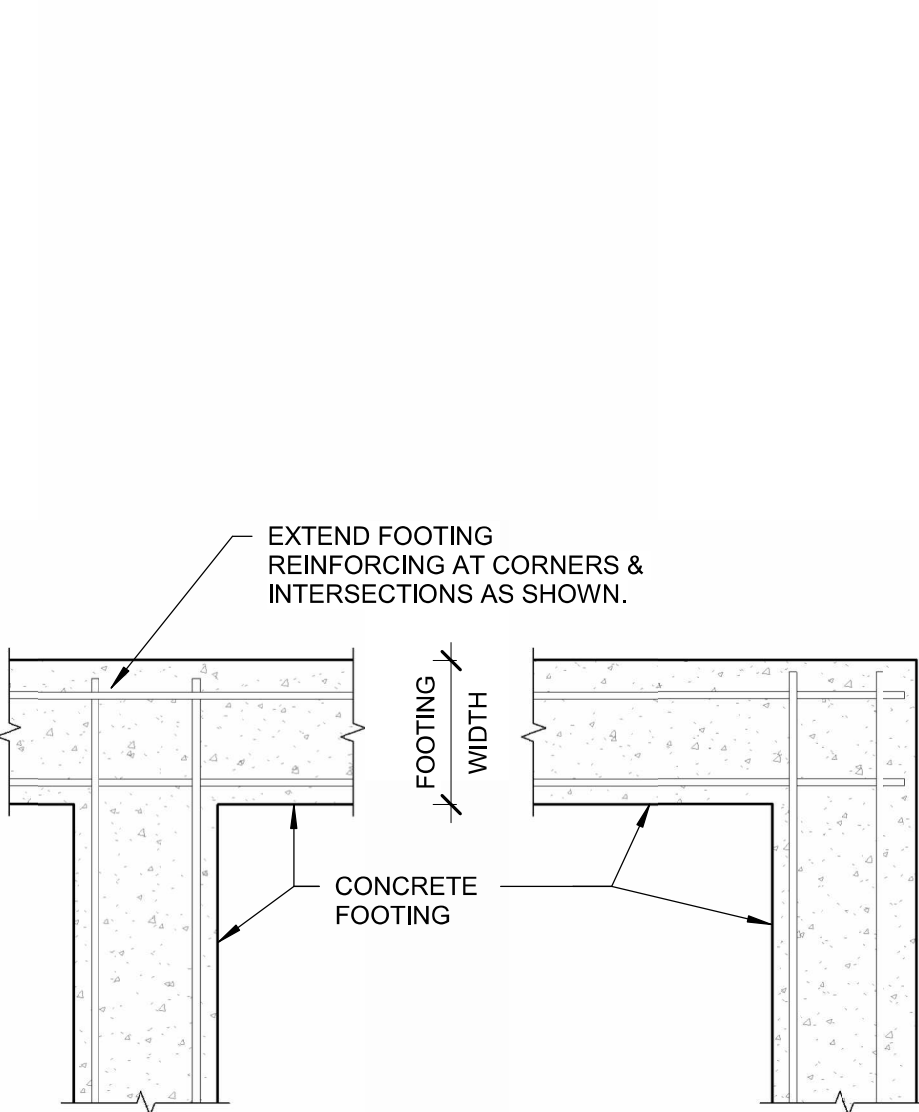 EXTEND FOOTING
REINFORCING AT CORNERS &
INTERSECTIONS AS SHOWN.
FOOTING
WIDTH
CONCRETE
FOOTING